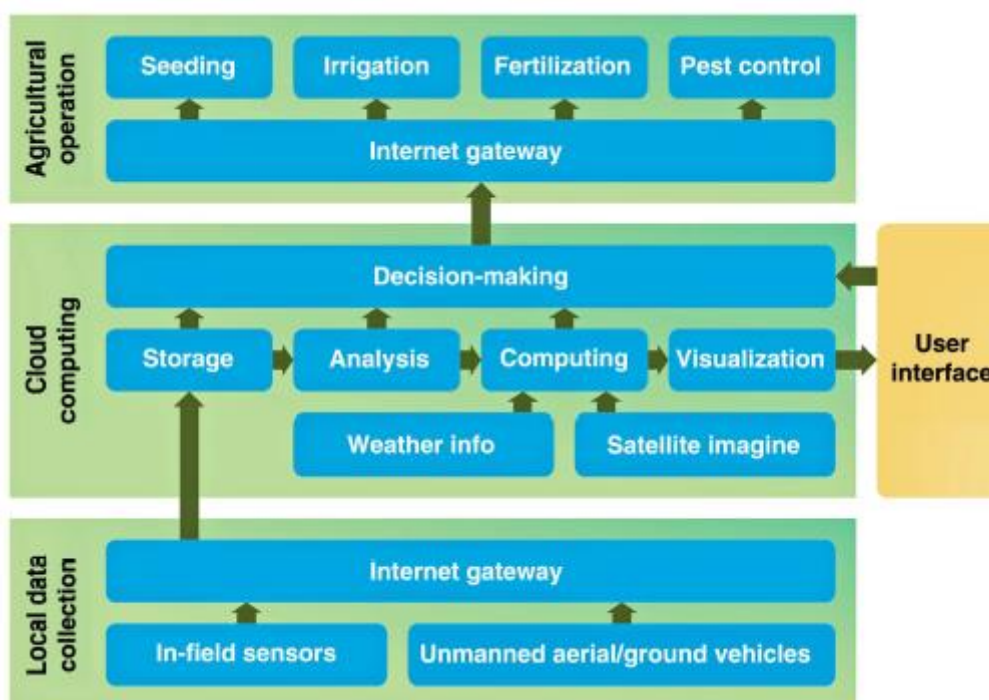 Agricultural
operation
Seeding
Irrigation
Fertilization
Pest control
Internet gateway
Cloud
computing
Decision-making
Storage
Analysis
Computing
Visualization
Weather info
Satellite imagine
User
interface
Local data
collection
Internet gateway
In-field sensors
Unmanned aerial/ground vehicles